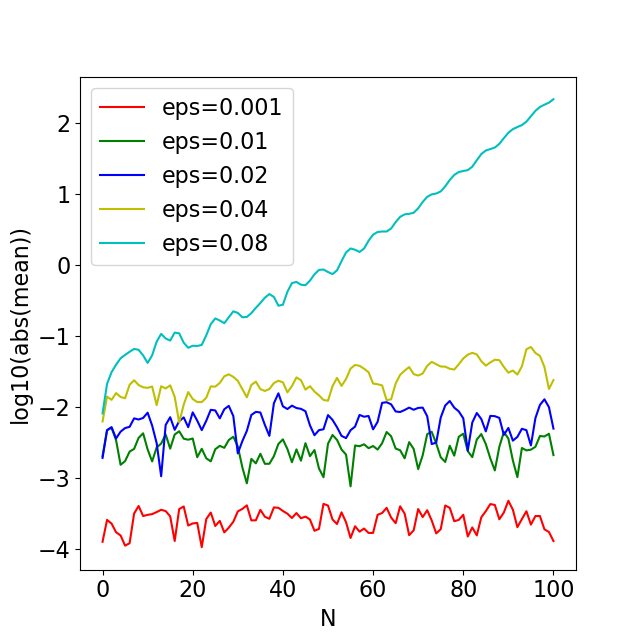 eps=0.001
eps=0.01
eps=0.02
eps=0.04
eps=0.08
2
1
0
−1
−2
−3
−4
log10(abs(mean))
0 20 40 60 80 100
N